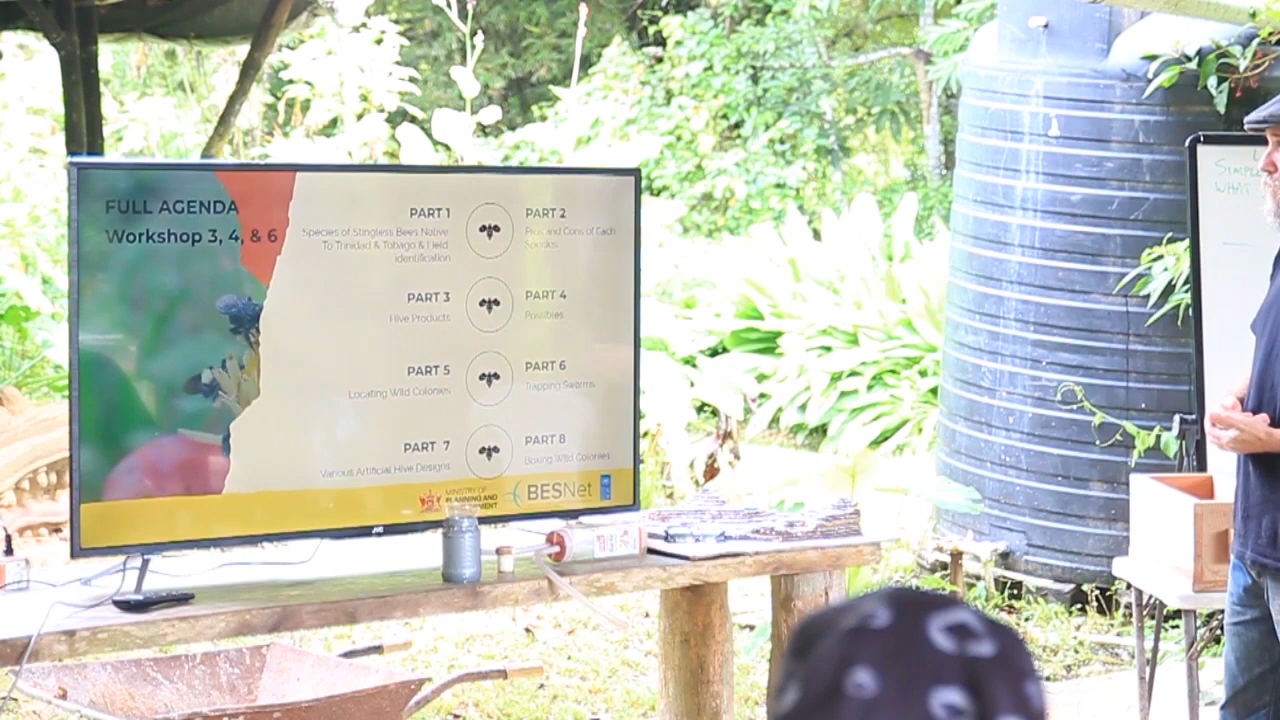 FULL AGENDA
Workshop 3, 4, & 6
PART 1
Species of Stingless Bees Native
To Trinidad & Tobago & Field
identification
PART 2
Pros and Cons of Each
Species
PART 3
Hive Products
PART 4
Possibles
PART 5
Locating Wild Colonies
PART 6
Trapping Swarms
PART 7
Various Artificial Hive Designs
PART 8
Boxing Wild Colonies
MINISTRY OF
PLANNING AND
BESNet
JVC